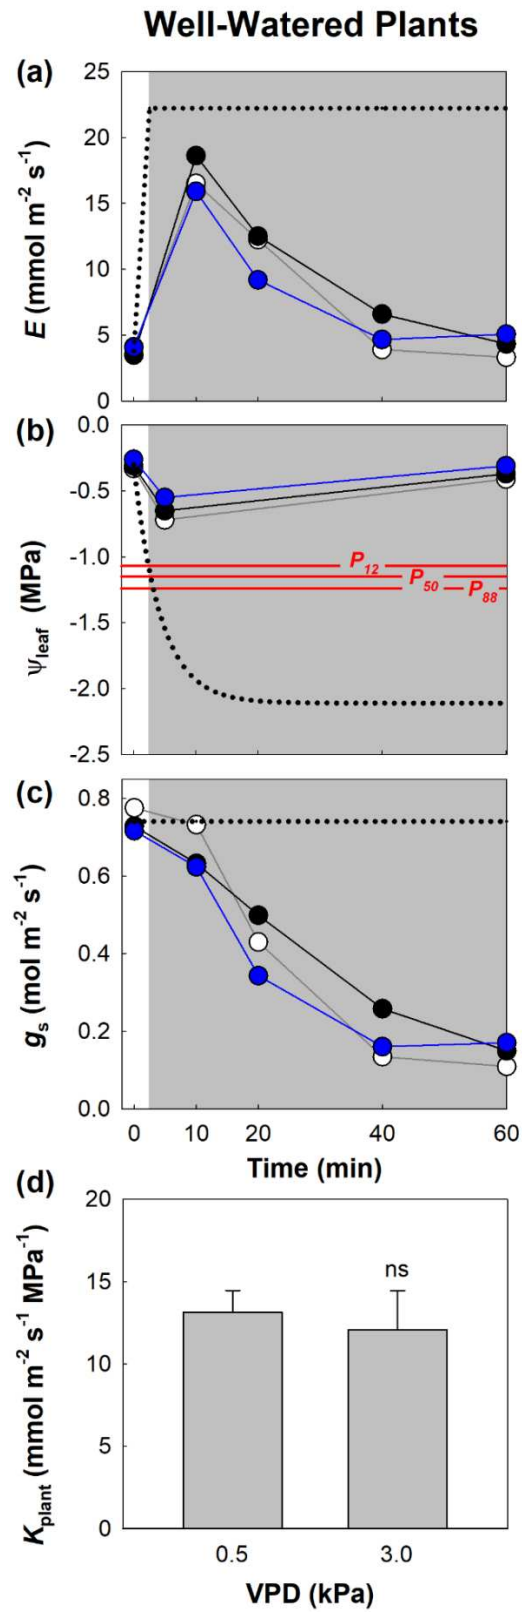 Well-Watered Plants
(a)
25
20
15
10
5
0
E (mmol m⁻² s⁻¹)
(b)
0.0
-0.5
-1.0
-1.5
-2.0
-2.5
Ψleaf (MPa)
P₁₂
P₅₀
P₈₈
(c)
0.8
0.6
0.4
0.2
0.0
gₛ (mol m⁻² s⁻¹)
0 10 20 40 60
Time (min)
(d)
20
15
10
5
0
Kplant (mmol m⁻² s⁻¹ MPa⁻¹)
ns
0.5 3.0
VPD (kPa)